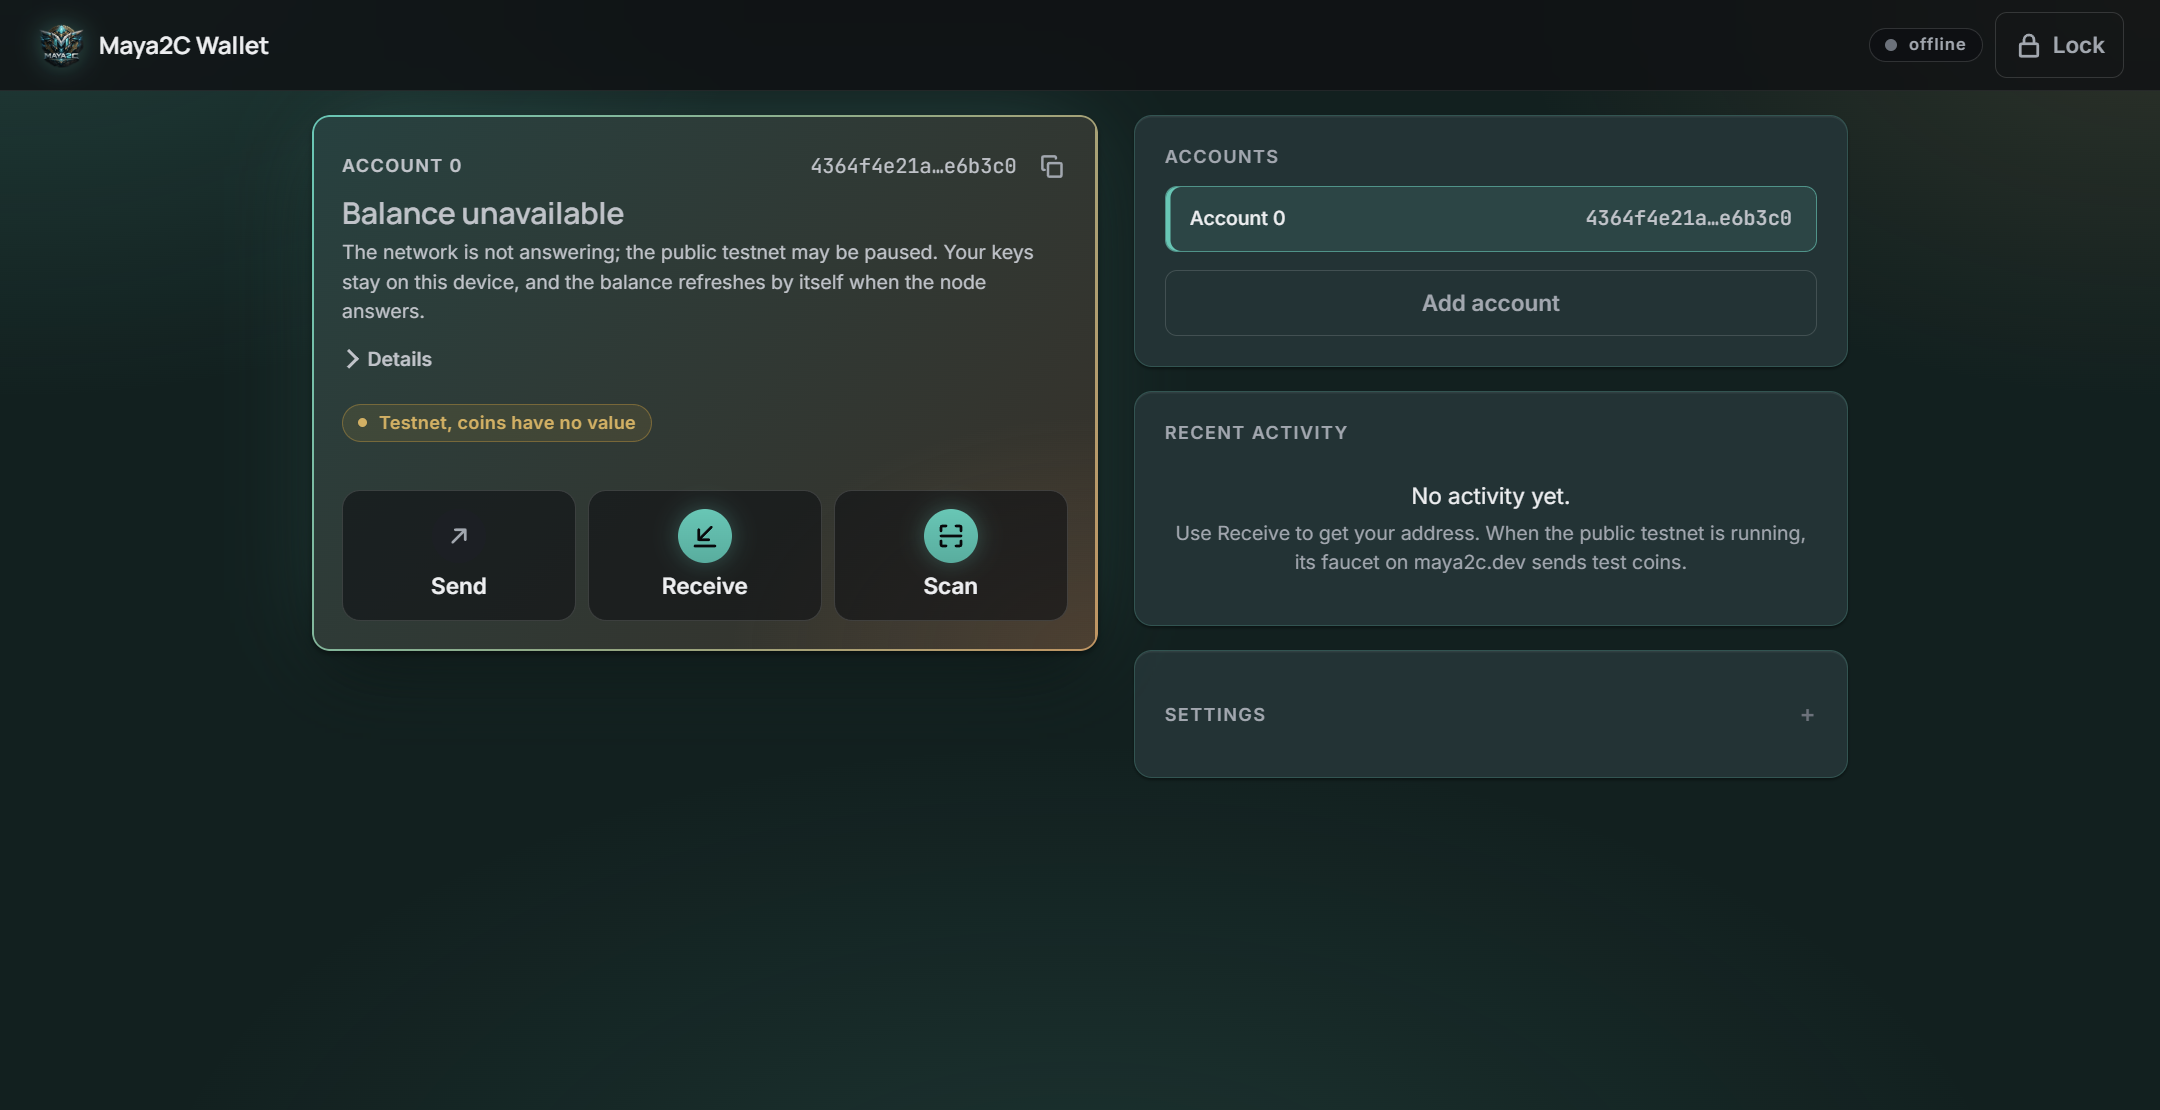 MAYA2C
Maya2C Wallet
offline
Lock
ACCOUNT 0
4364f4e21a…e6b3c0
Balance unavailable
The network is not answering; the public testnet may be paused. Your keys
stay on this device, and the balance refreshes by itself when the node
answers.
Details
Testnet, coins have no value
Send
Receive
Scan
ACCOUNTS
Account 0
4364f4e21a…e6b3c0
Add account
RECENT ACTIVITY
No activity yet.
Use Receive to get your address. When the public testnet is running,
its faucet on maya2c.dev sends test coins.
SETTINGS
+